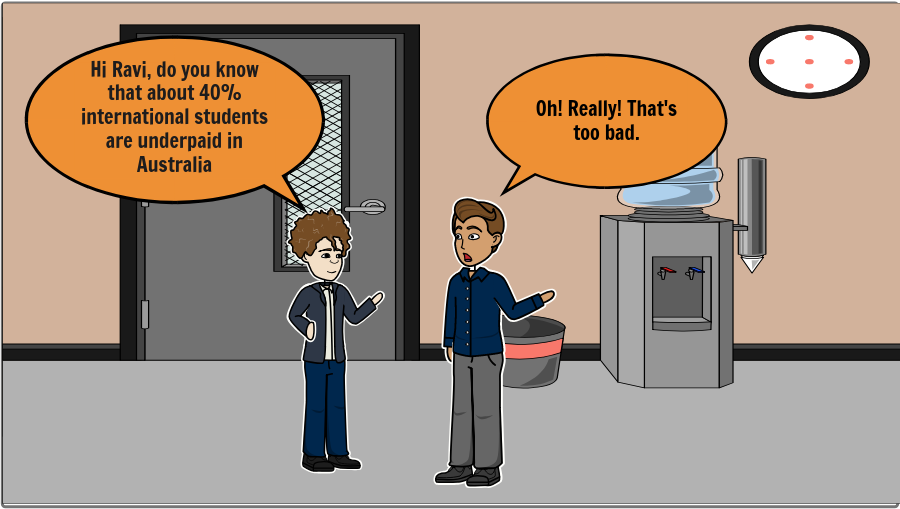 Hi Ravi, do you know
that about 40%
international students
are underpaid in
Australia
Oh! Really! That's
too bad.